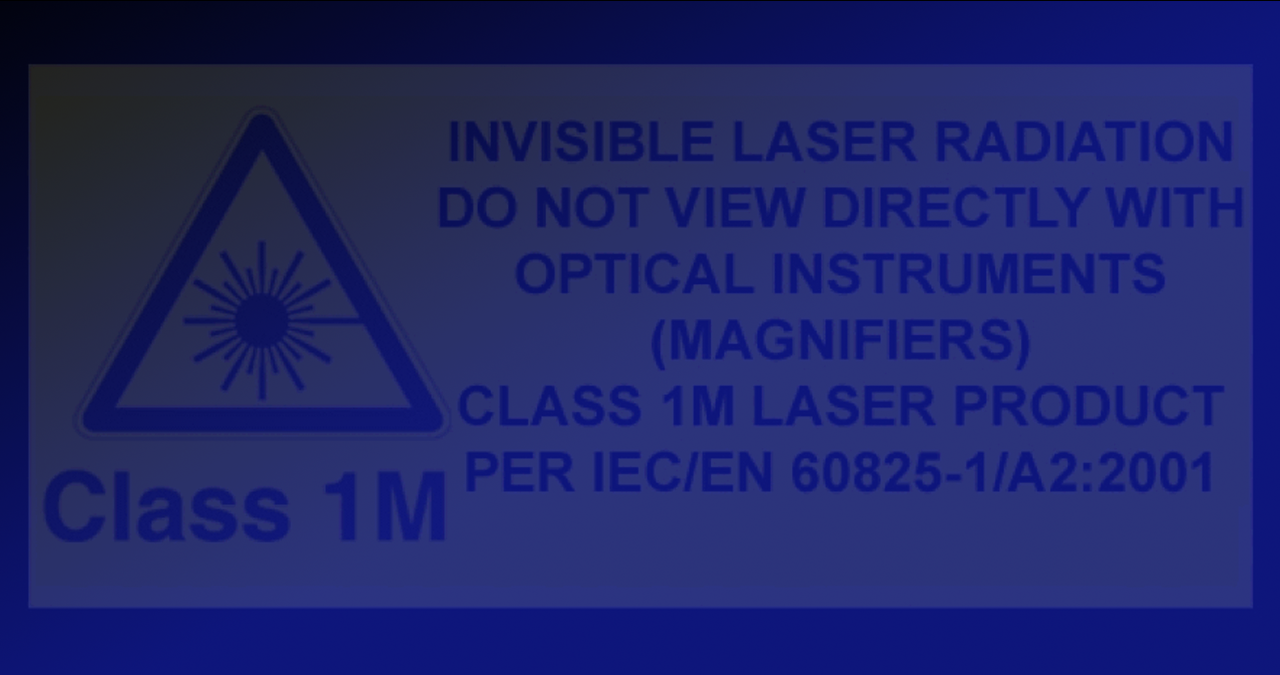 INVISIBLE LASER RADIATION
DO NOT VIEW DIRECTLY WITH
OPTICAL INSTRUMENTS
(MAGNIFIERS)
CLASS 1M LASER PRODUCT
PER IEC/EN 60825-1/A2:2001
Class 1M